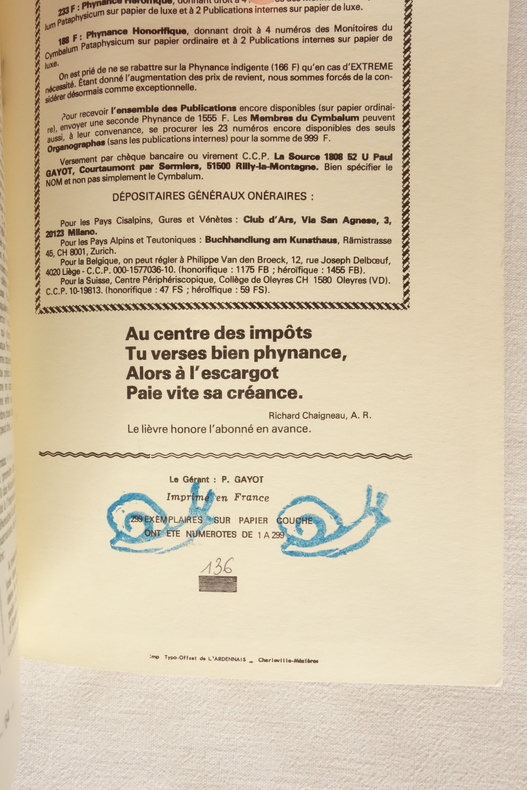 233 F : Phynance Héroïfique, donnant droit à 4
lum Pataphysicum sur papier de luxe et à 2 Publications internes sur papier de luxe.
188 F : Phynance Honorifique, donnant droit à 4 numéros des Monitoires du
Cymbalum Pataphysicum sur papier ordinaire et à 2 Publications internes sur papier de
luxe.
On est prié de ne se rabattre sur la Phynance indigente (166 F) qu'en cas d'EXTREME
nécessité. Étant donné l'augmentation des prix de revient, nous sommes forcés de la con-
sidérer désormais comme exceptionnelle.
Pour recevoir l'ensemble des Publications encore disponibles (sur papier ordinai-
re), envoyer une seconde Phynance de 1555 F. Les Membres du Cymbalum peuvent
aussi, à leur convenance, se procurer les 23 numéros encore disponibles des seuls
Organographes (sans les publications internes) pour la somme de 999 F.
Versement par chèque bancaire ou virement C.C.P. La Source 1808 52 U Paul
GAYOT, Courtaumont par Sermiers, 51500 Rilly-la-Montagne. Bien spécifier le
NOM et non pas simplement le Cymbalum.
DÉPOSITAIRES GÉNÉRAUX ONÉRAIRES :
Pour les Pays Cisalpins, Gures et Vénètes : Club d'Ars, Via San Agnese, 3,
20123 Milano.
Pour les Pays Alpins et Teutoniques : Buchhandlung am Kunsthaus, Rämistrasse
45, CH 8001, Zurich.
Pour la Belgique, on peut régler à Philippe Van den Broeck, 12, rue Joseph Delbœuf,
4020 Liége - C.C.P. 000-1577036-10. (honorifique : 1175 FB ; héroïfique : 1455 FB).
Pour la Suisse, Centre Périphériscopique, Collège de Oleyres CH 1580 Oleyres (VD).
C.C.P. 10-19813. (honorifique : 47 FS ; héroïfique : 59 FS).
Au centre des impôts
Tu verses bien phynance,
Alors à l'escargot
Paie vite sa créance.
Richard Chaigneau, A. R.
Le lièvre honore l'abonné en avance.
Le Gérant : P. GAYOT
Imprimé en France
299 EXEMPLAIRES SUR PAPIER COUCHE
ONT ETE NUMEROTES DE 1 A 299
136
Imp Typo-Offset de L'ARDENNAIS _ Charleville-Mézières